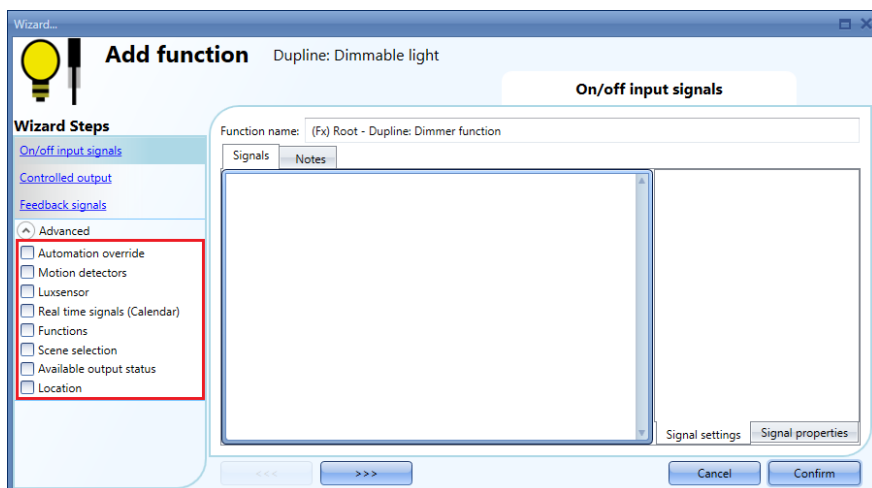 Wizard...
Add function Dupline: Dimmable light
On/off input signals
Wizard Steps
On/off input signals
Controlled output
Feedback signals
Advanced
Automation override
Motion detectors
Luxsensor
Real time signals (Calendar)
Functions
Scene selection
Available output status
Location
Function name: (Fx) Root - Dupline: Dimmer function
Signals Notes
Signal settings Signal properties
<<< >>> Cancel Confirm